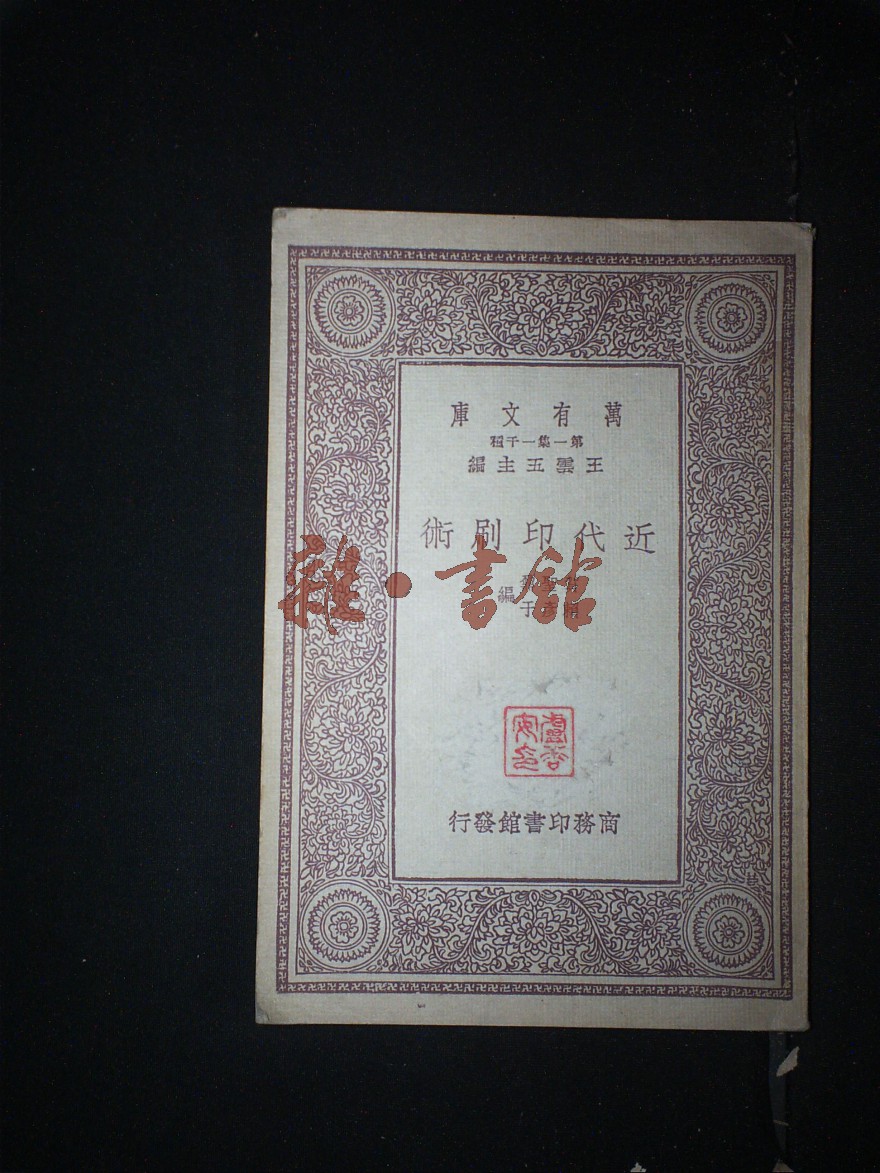 萬有文庫
第一集一千種
王雲五主編
近代印刷術
編
雜·書館
商務印書館發行